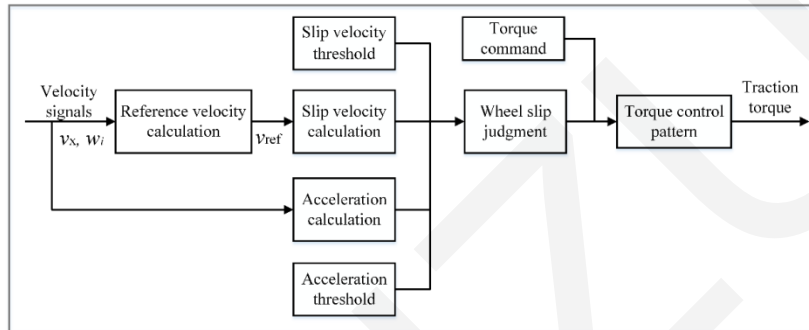 Slip velocity
threshold
Torque
command
Velocity
signals
vx, wi
Reference velocity
calculation
vref
Slip velocity
calculation
Wheel slip
judgment
Torque control
pattern
Traction
torque
Acceleration
calculation
Acceleration
threshold